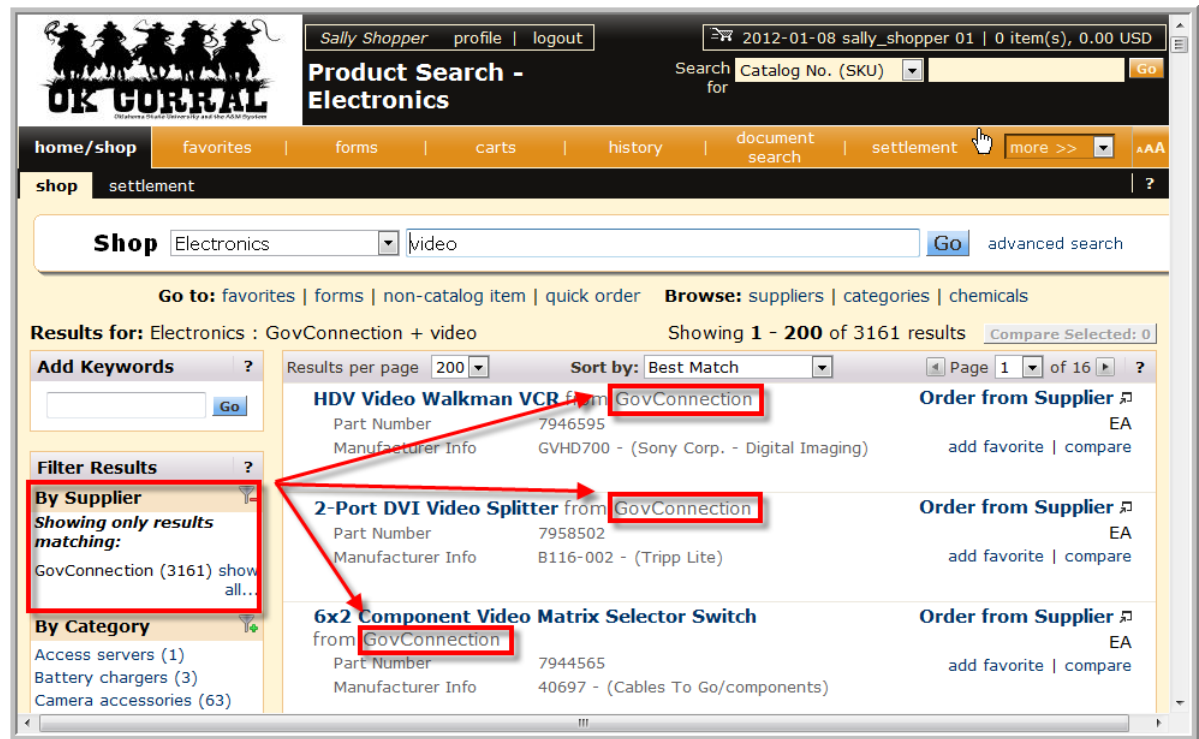 OK CORRAL
Oklahoma State University and the A&M System
Sally Shopper profile | logout
2012-01-08 sally_shopper 01 | 0 item(s), 0.00 USD
Product Search -
Electronics
Search
for
Catalog No. (SKU)
Go
home/shop favorites | forms | carts | history | document
search | settlement more >> AAA
shop settlement ?
Shop Electronics video Go advanced search
Go to: favorites | forms | non-catalog item | quick order Browse: suppliers | categories | chemicals
Results for: Electronics : GovConnection + video Showing 1 - 200 of 3161 results Compare Selected: 0
Add Keywords ?
Go
Filter Results ?
By Supplier
Showing only results
matching:
GovConnection (3161) show
all...
By Category
Access servers (1)
Battery chargers (3)
Camera accessories (63)
Results per page 200 Sort by: Best Match Page 1 of 16 ?
HDV Video Walkman VCR from GovConnection Order from Supplier
Part Number 7946595 EA
Manufacturer Info GVHD700 - (Sony Corp. - Digital Imaging) add favorite | compare
2-Port DVI Video Splitter from GovConnection Order from Supplier
Part Number 7958502 EA
Manufacturer Info B116-002 - (Tripp Lite) add favorite | compare
6x2 Component Video Matrix Selector Switch Order from Supplier
from GovConnection EA
Part Number 7944565 add favorite | compare
Manufacturer Info 40697 - (Cables To Go/components)